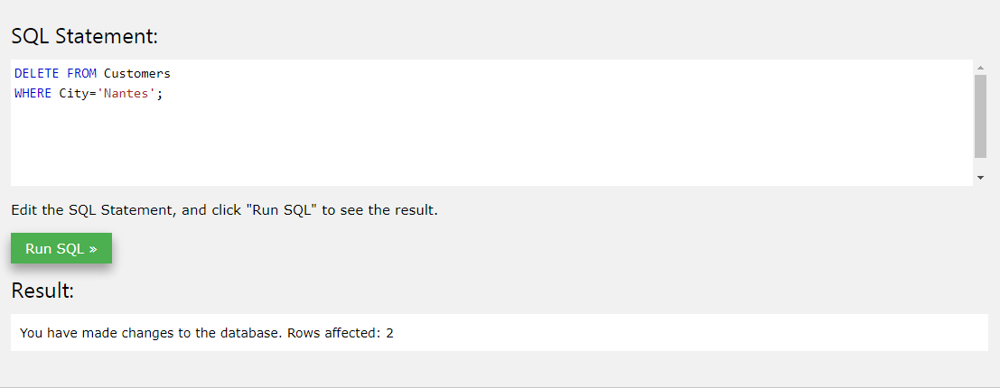 SQL Statement:
DELETE FROM Customers
WHERE City='Nantes';
Edit the SQL Statement, and click "Run SQL" to see the result.
Run SQL »
Result:
You have made changes to the database. Rows affected: 2